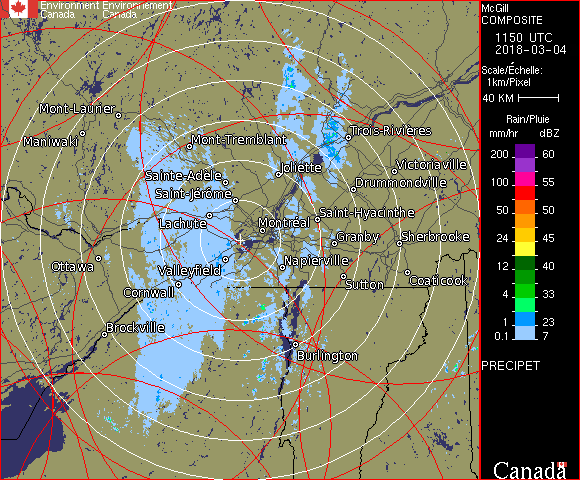 Environment Environnement
Canada Canada
McGill
COMPOSITE
1150 UTC
2018-03-04
Scale/Échelle:
1km/Pixel
40 KM
Rain/Pluie
mm/hr dBZ
200 60
100 55
50 50
24 45
12 40
4 33
1 23
0.1 7
PRECIPET
Mont-Laurier
Maniwaki
Mont-Tremblant
Trois-Rivières
Joliette
Victoriaville
Sainte-Adèle
Drummondville
Saint-Jérôme
Saint-Hyacinthe
Lachute
Montréal
Granby
Sherbrooke
Ottawa
Valleyfield
Napierville
Sutton
Coaticook
Cornwall
Brockville
Burlington
Canada